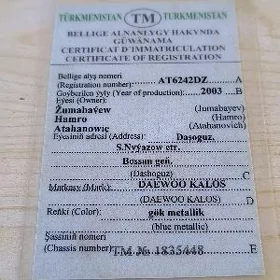 TÜRKMENISTAN TM TURKMENISTAN
BELLIGE ALNANLYGY HAKYNDA
GÜWÄNAMA
CERTIFICAT D'IMMATRICULATION
CERTIFICATE OF REGISTRATION
Bellige alyş nomeri
(Registration number) AT6242DZ A
Goýberilen ýyly (Year of production) 2003 B
Eýesi (Owner):
Žumabaýew (Jumabayev)
Hamro (Hamro)
Atahanowiç (Atahanovich)
Eýesiniň adresi (Address): Daşoguz.
S.Nyýazow etr.
Bossan geň.
(Dashoguz) C
Markasy (Mark): DAEWOO KALOS
(DAEWOO KALOS) D
Reňki (Color): gök metallik
(blue metallic)
Şassiniň nomeri
(Chassis number) E
TM № 1835448